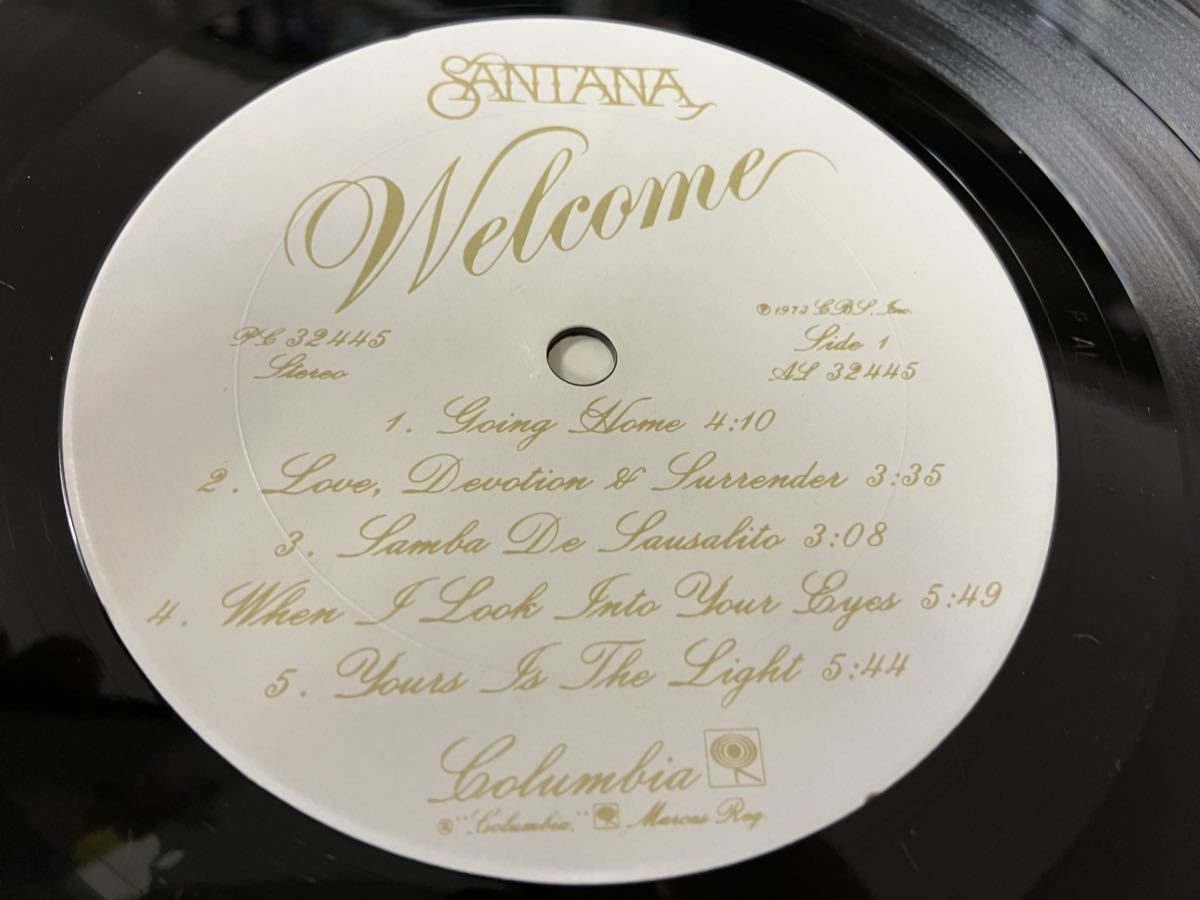 SANTANA
Welcome
PC 32445
Stereo
℗ 1973 CBS, Inc.
Side 1
AL 32445
1. Going Home 4:10
2. Love, Devotion & Surrender 3:35
3. Samba De Sausalito 3:08
4. When I Look Into Your Eyes 5:49
5. Yours Is The Light 5:44
Columbia
® "Columbia," Marcas Reg.